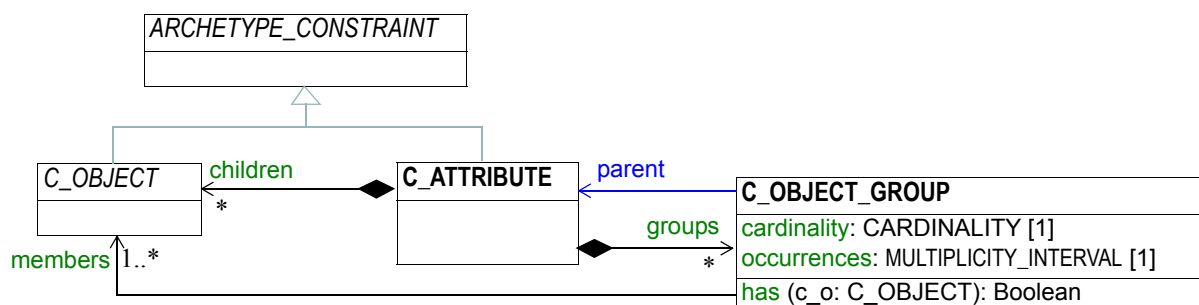 ARCHETYPE_CONSTRAINT
C_OBJECT
children
*
C_ATTRIBUTE
parent
C_OBJECT_GROUP
cardinality: CARDINALITY [1]
groups
*
occurrences: MULTIPLICITY_INTERVAL [1]
members
1..*
has (c_o: C_OBJECT): Boolean